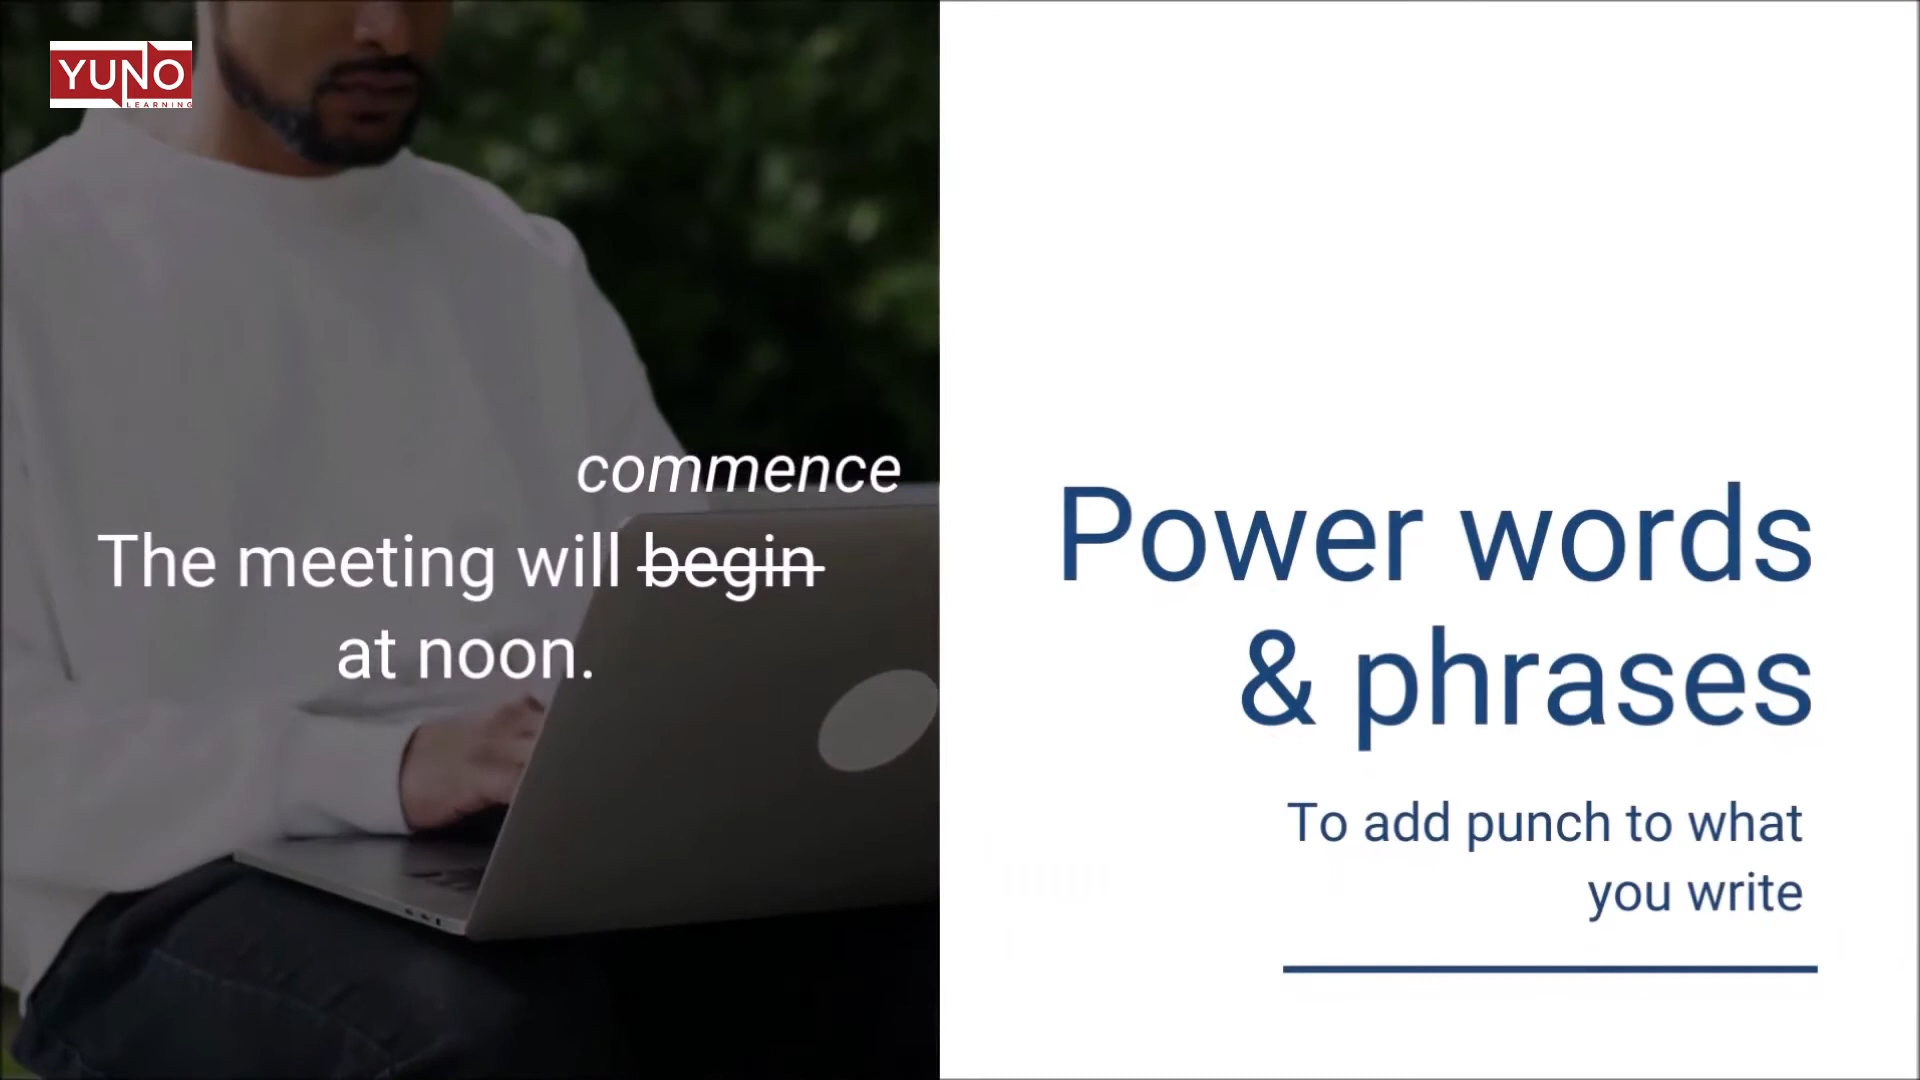 YUNO
LEARNING
commence
The meeting will begin
at noon.
Power words
& phrases
To add punch to what
you write